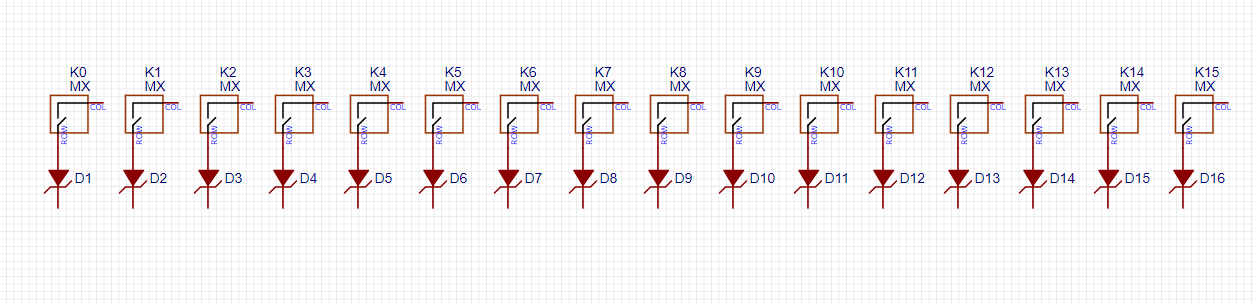 K0 K1 K2 K3 K4 K5 K6 K7 K8 K9 K10 K11 K12 K13 K14 K15
MX MX MX MX MX MX MX MX MX MX MX MX MX MX MX MX
COL COL COL COL COL COL COL COL COL COL COL COL COL COL COL COL
ROW ROW ROW ROW ROW ROW ROW ROW ROW ROW ROW ROW ROW ROW ROW ROW
D1 D2 D3 D4 D5 D6 D7 D8 D9 D10 D11 D12 D13 D14 D15 D16